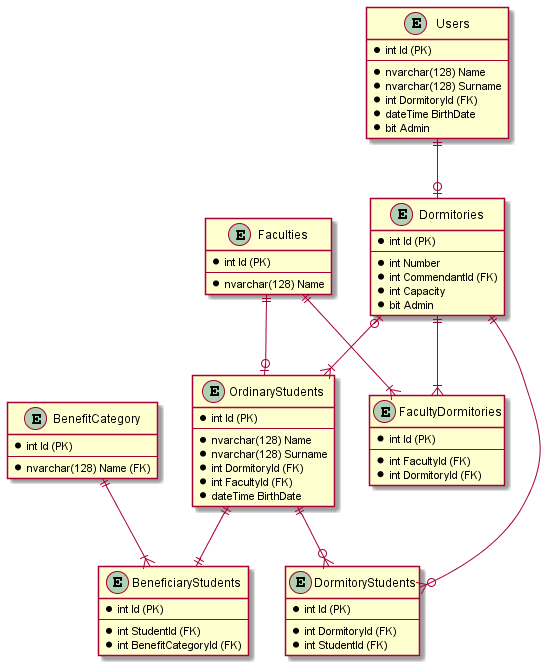 E Users
int Id (PK)
nvarchar(128) Name
nvarchar(128) Surname
int DormitoryId (FK)
dateTime BirthDate
bit Admin
E Dormitories
int Id (PK)
int Number
int CommendantId (FK)
int Capacity
bit Admin
E Faculties
int Id (PK)
nvarchar(128) Name
E OrdinaryStudents
int Id (PK)
nvarchar(128) Name
nvarchar(128) Surname
int DormitoryId (FK)
int FacultyId (FK)
dateTime BirthDate
E FacultyDormitories
int Id (PK)
int FacultyId (FK)
int DormitoryId (FK)
E BenefitCategory
int Id (PK)
nvarchar(128) Name (FK)
E BeneficiaryStudents
int Id (PK)
int StudentId (FK)
int BenefitCategoryId (FK)
E DormitoryStudents
int Id (PK)
int DormitoryId (FK)
int StudentId (FK)